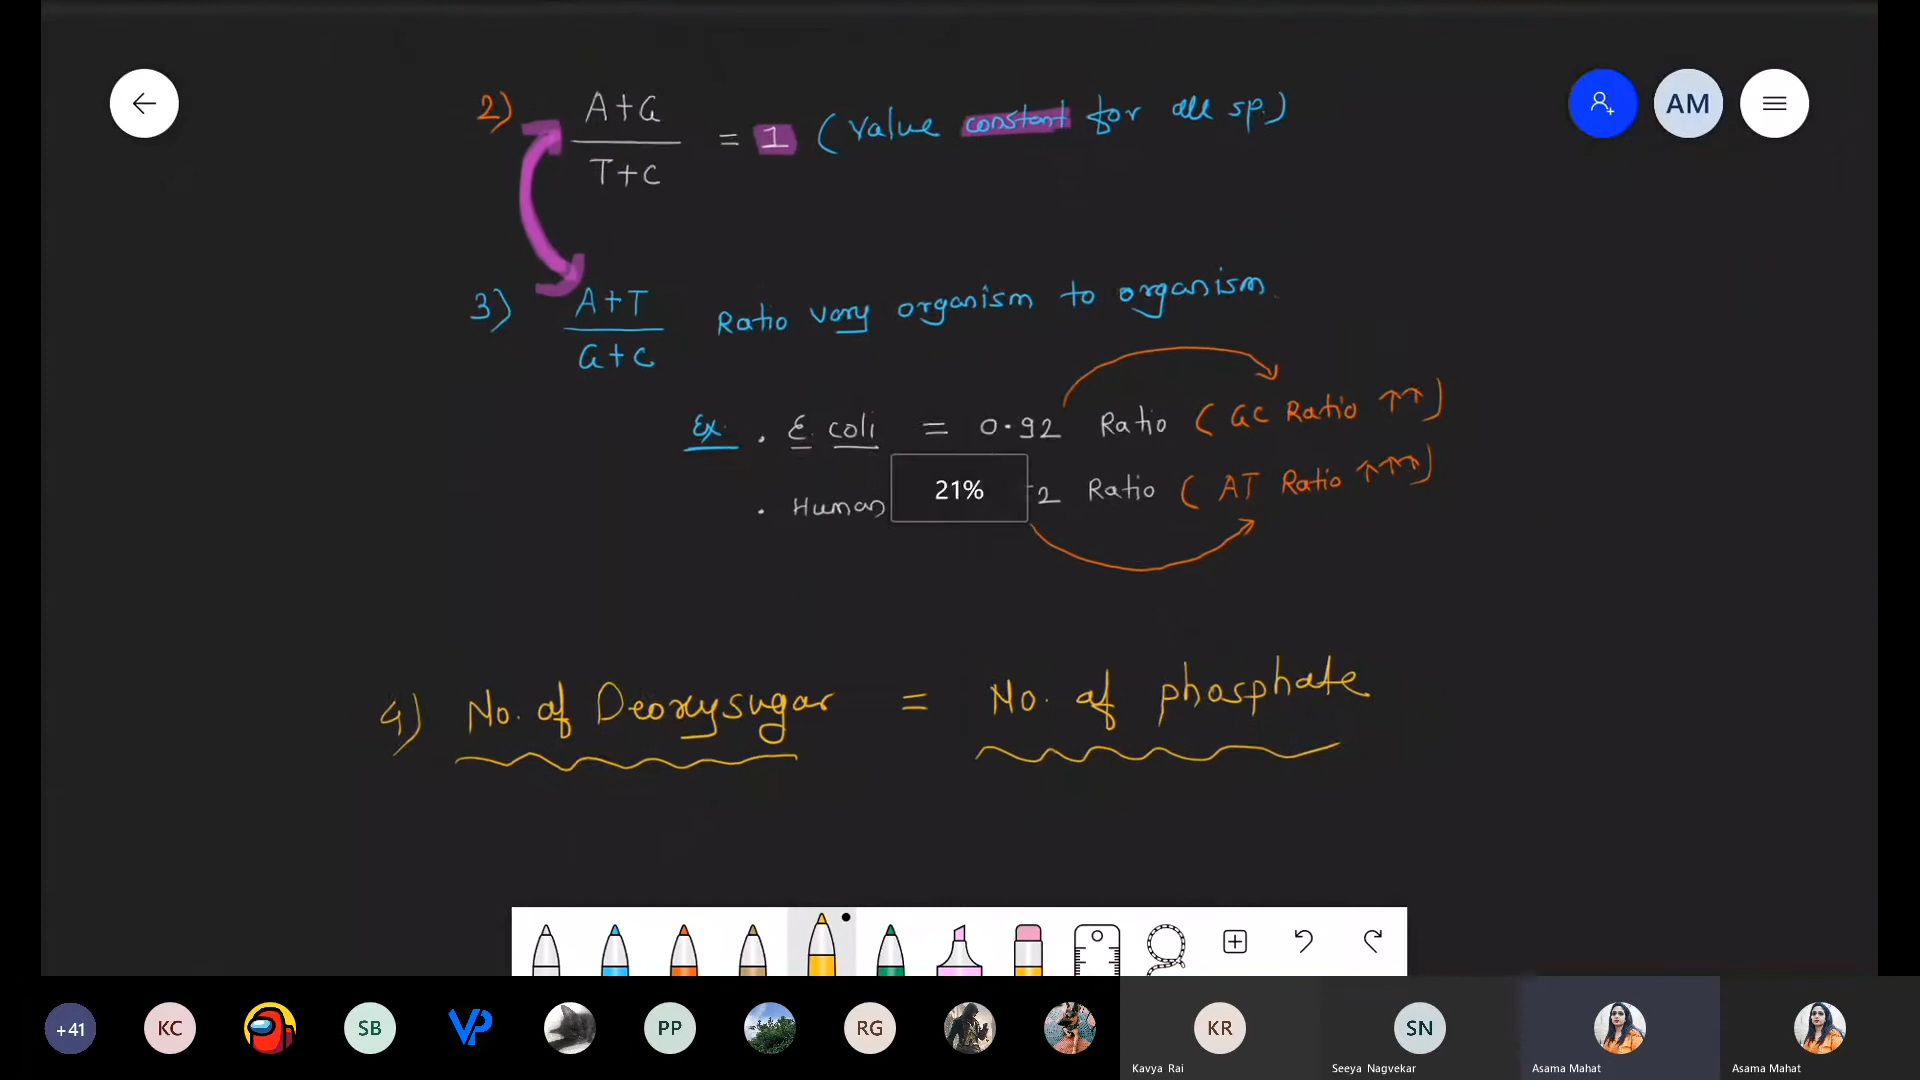 AM
2) A+G
T+C
= 1 (value constant for all sp.)
3) A+T
G+C
Ratio vary organism to organism.
Ex. . E coli = 0.92 Ratio (GC Ratio ↑↑)
. Human 2 Ratio (AT Ratio ↑↑↑)
21%
4) No. of Deoxysugar = No. of phosphate
+41 KC SB VP PP RG KR SN
Kavya Rai Seeya Nagvekar Asama Mahat Asama Mahat